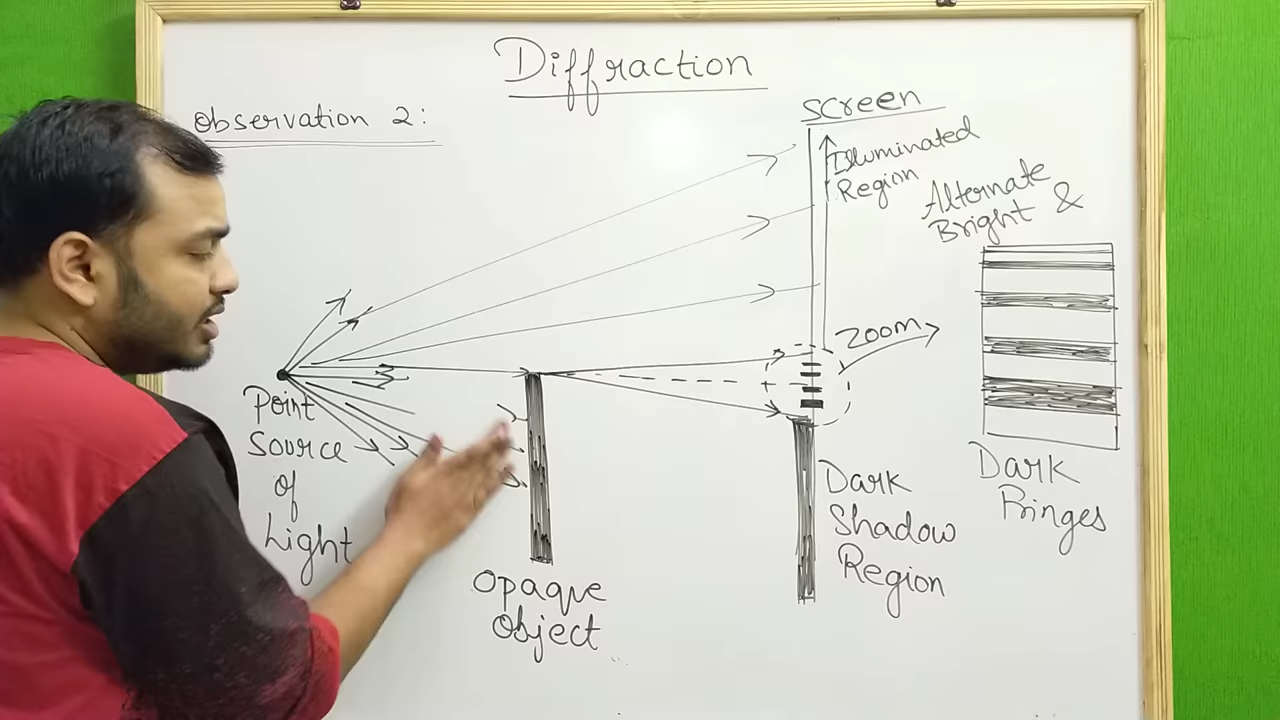 Diffraction
Observation 2:
Screen
Illuminated
Region
Alternate
Bright &
Zoom
Point
Source
of
Light
Dark
Fringes
Dark
Shadow
Region
Opaque
Object